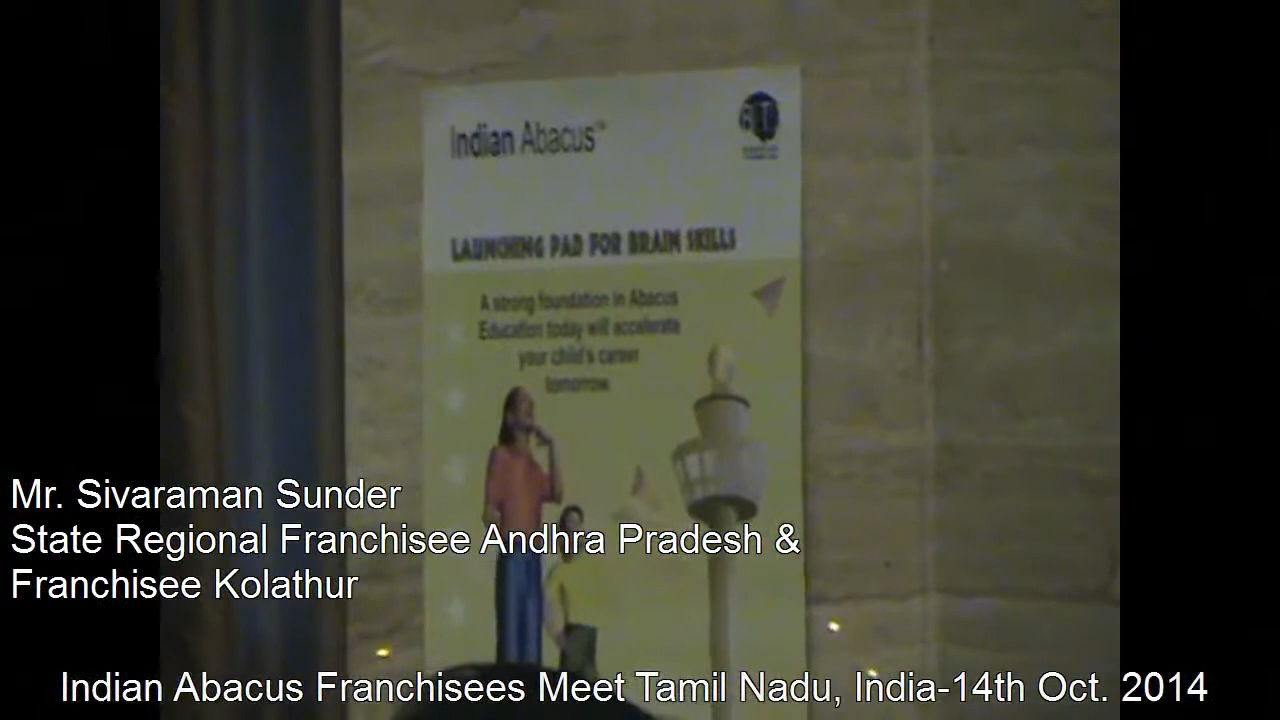 Indian Abacus™
LAUNCHING PAD FOR BRAIN SKILLS
A strong foundation in Abacus
Education today will accelerate
your child's career
tomorrow.
Mr. Sivaraman Sunder
State Regional Franchisee Andhra Pradesh &
Franchisee Kolathur
Indian Abacus Franchisees Meet Tamil Nadu, India-14th Oct. 2014